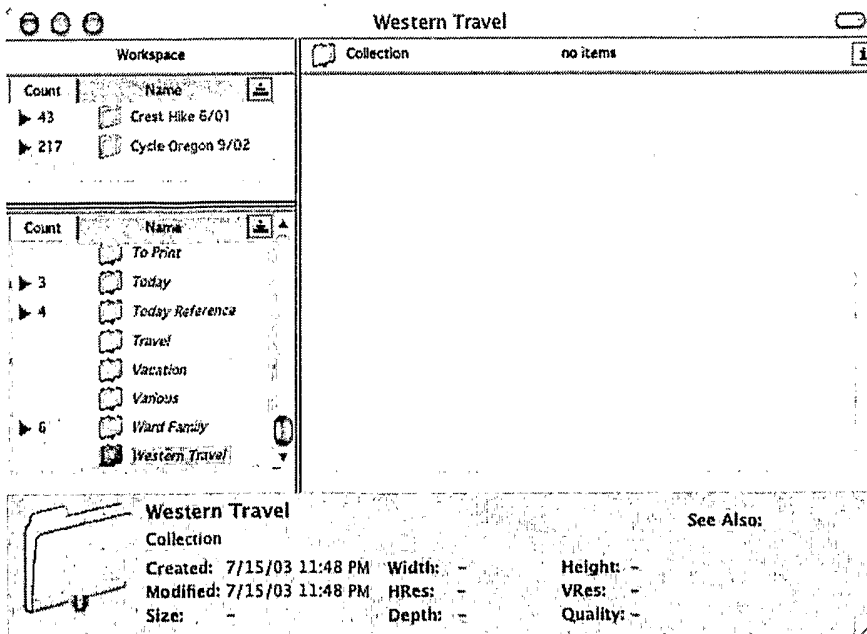 Western Travel
Workspace
Collection no items i
Count Name
43 Crest Hike 6/01
217 Cycle Oregon 9/02
Count Name
To Print
3 Today
4 Today Reference
Travel
Vacation
Various
6 Ward Family
Western Travel
Western Travel
See Also:
Collection
Created: 7/15/03 11:48 PM Width: – Height: –
Modified: 7/15/03 11:48 PM HRes: – VRes: –
Size: – Depth: – Quality: –